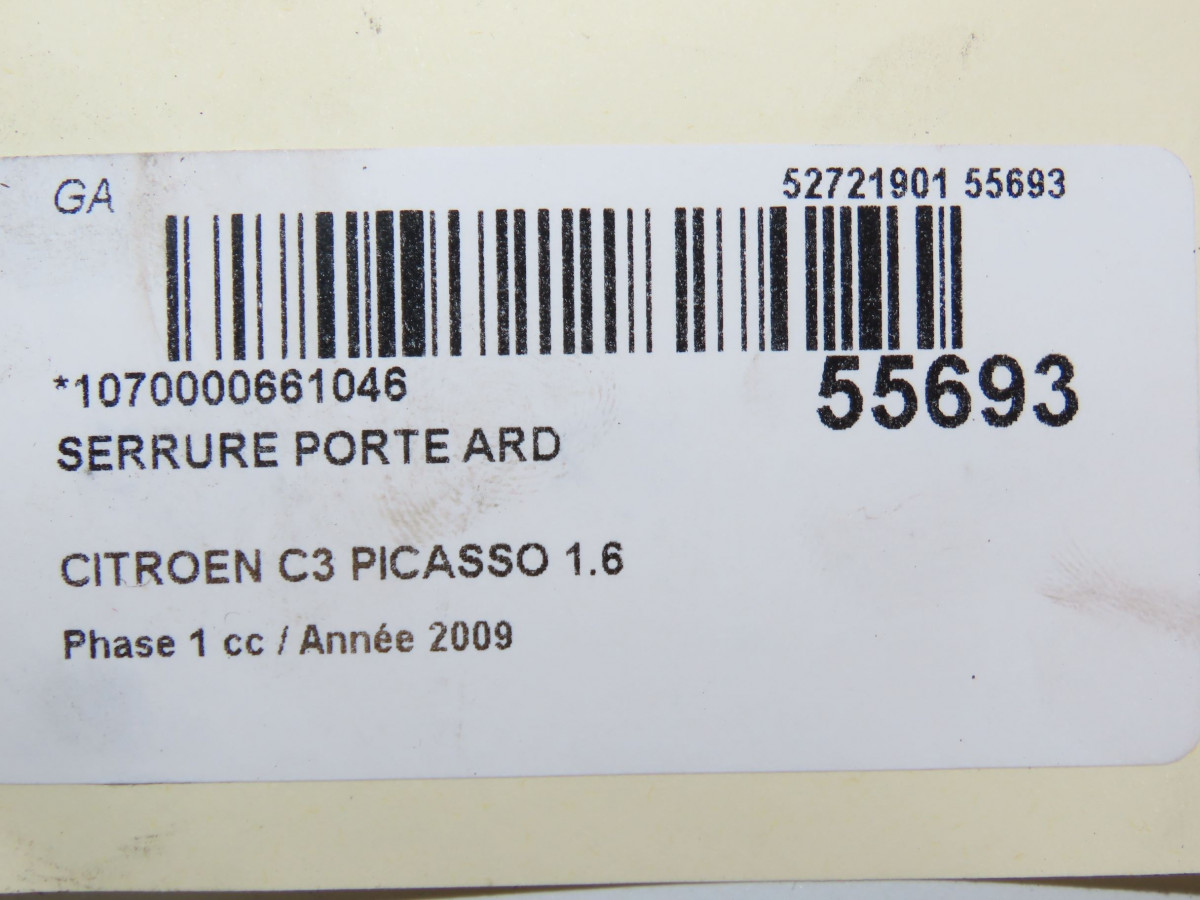 GA
52721901 55693
*1070000661046
55693
SERRURE PORTE ARD
CITROEN C3 PICASSO 1.6
Phase 1 cc / Année 2009